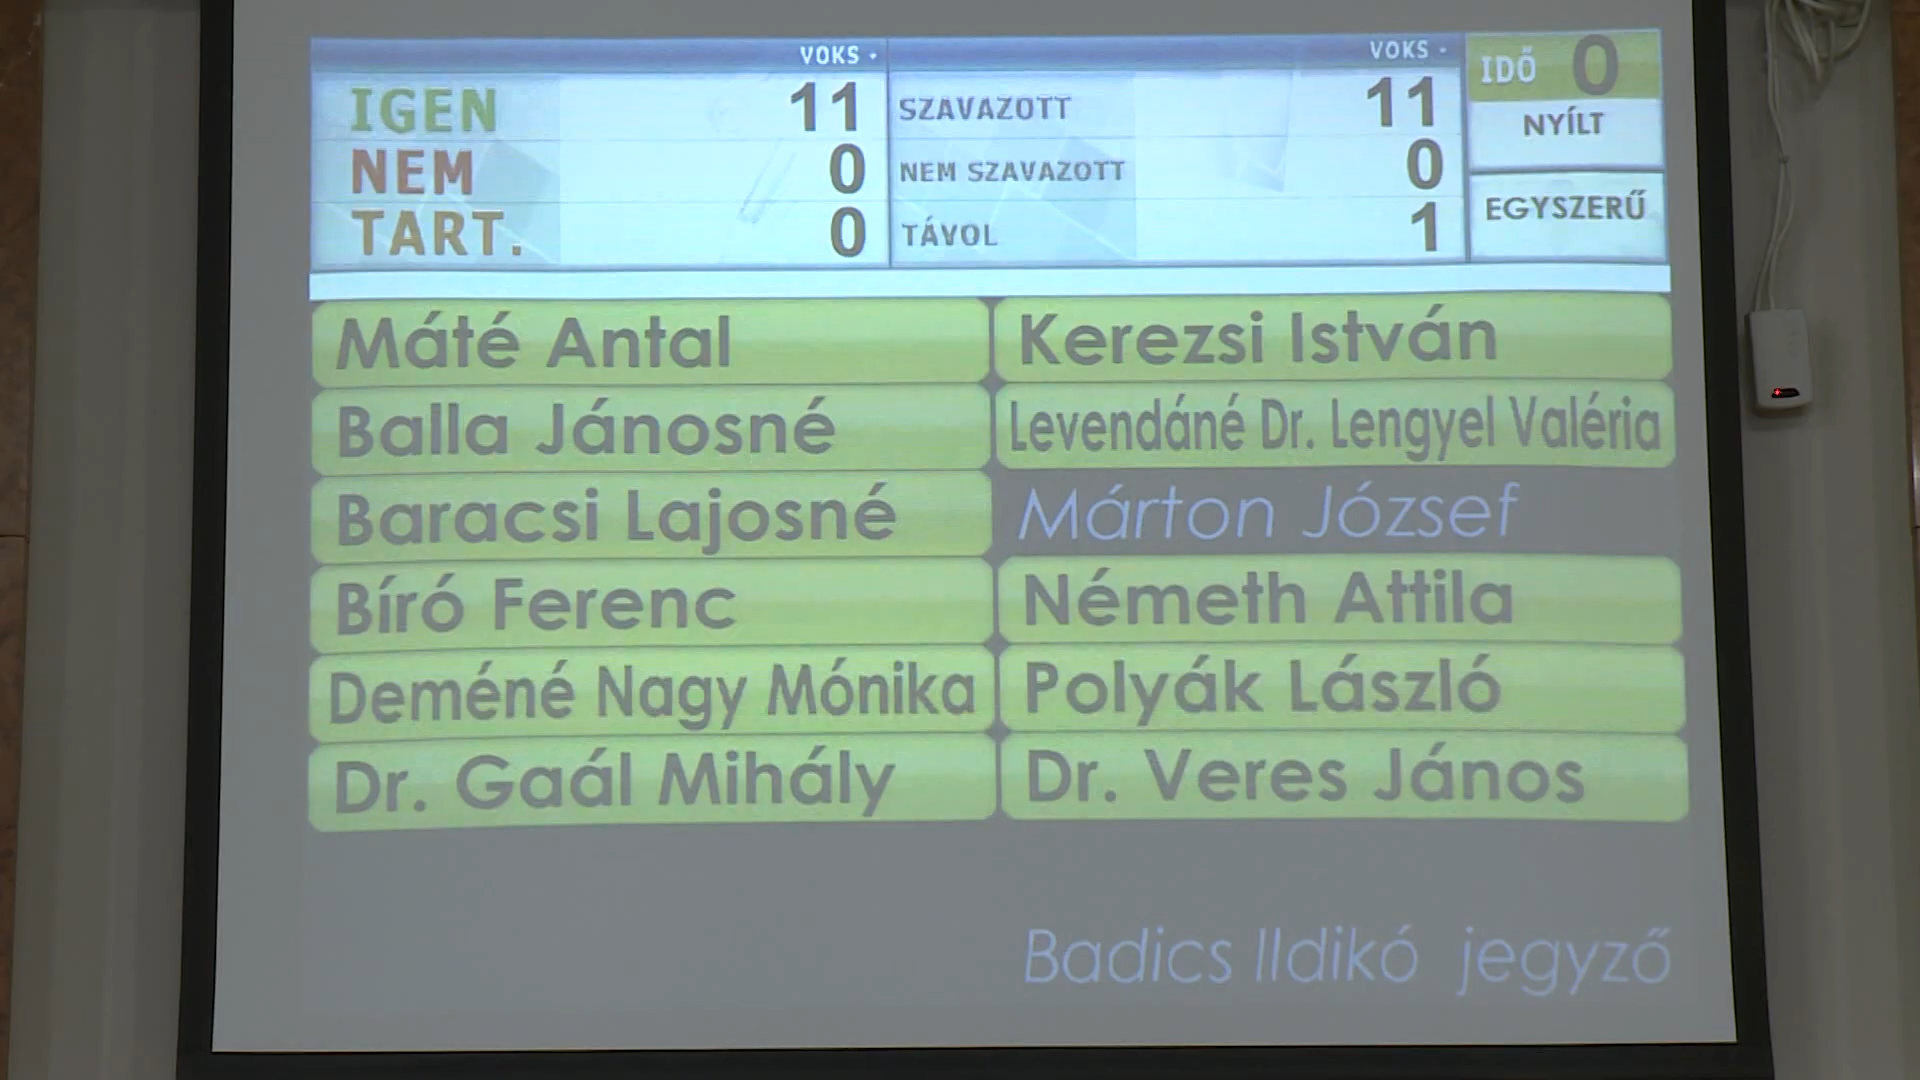 VOKS -
IGEN 11
NEM 0
TART. 0
VOKS -
SZAVAZOTT 11
NEM SZAVAZOTT 0
TÁVOL 1
IDŐ 0
NYÍLT
EGYSZERŰ
Máté Antal
Balla Jánosné
Baracsi Lajosné
Bíró Ferenc
Deméné Nagy Mónika
Dr. Gaál Mihály
Kerezsi István
Levendáné Dr. Lengyel Valéria
Márton József
Németh Attila
Polyák László
Dr. Veres János
Badics Ildikó jegyző